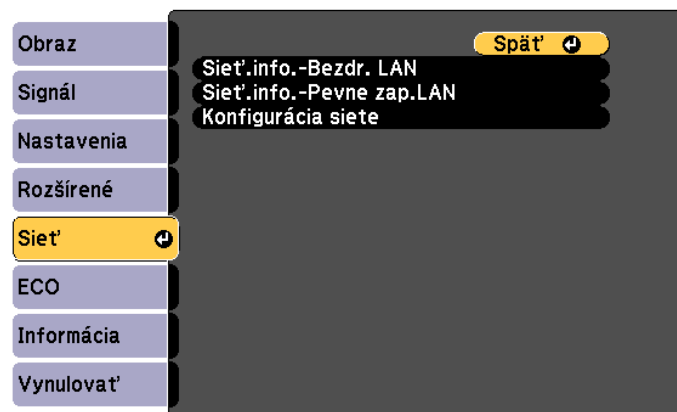 Obraz
Signál
Nastavenia
Rozšírené
Sieť
ECO
Informácia
Vynulovať
Späť
Sieť.info.-Bezdr. LAN
Sieť.info.-Pevne zap.LAN
Konfigurácia siete